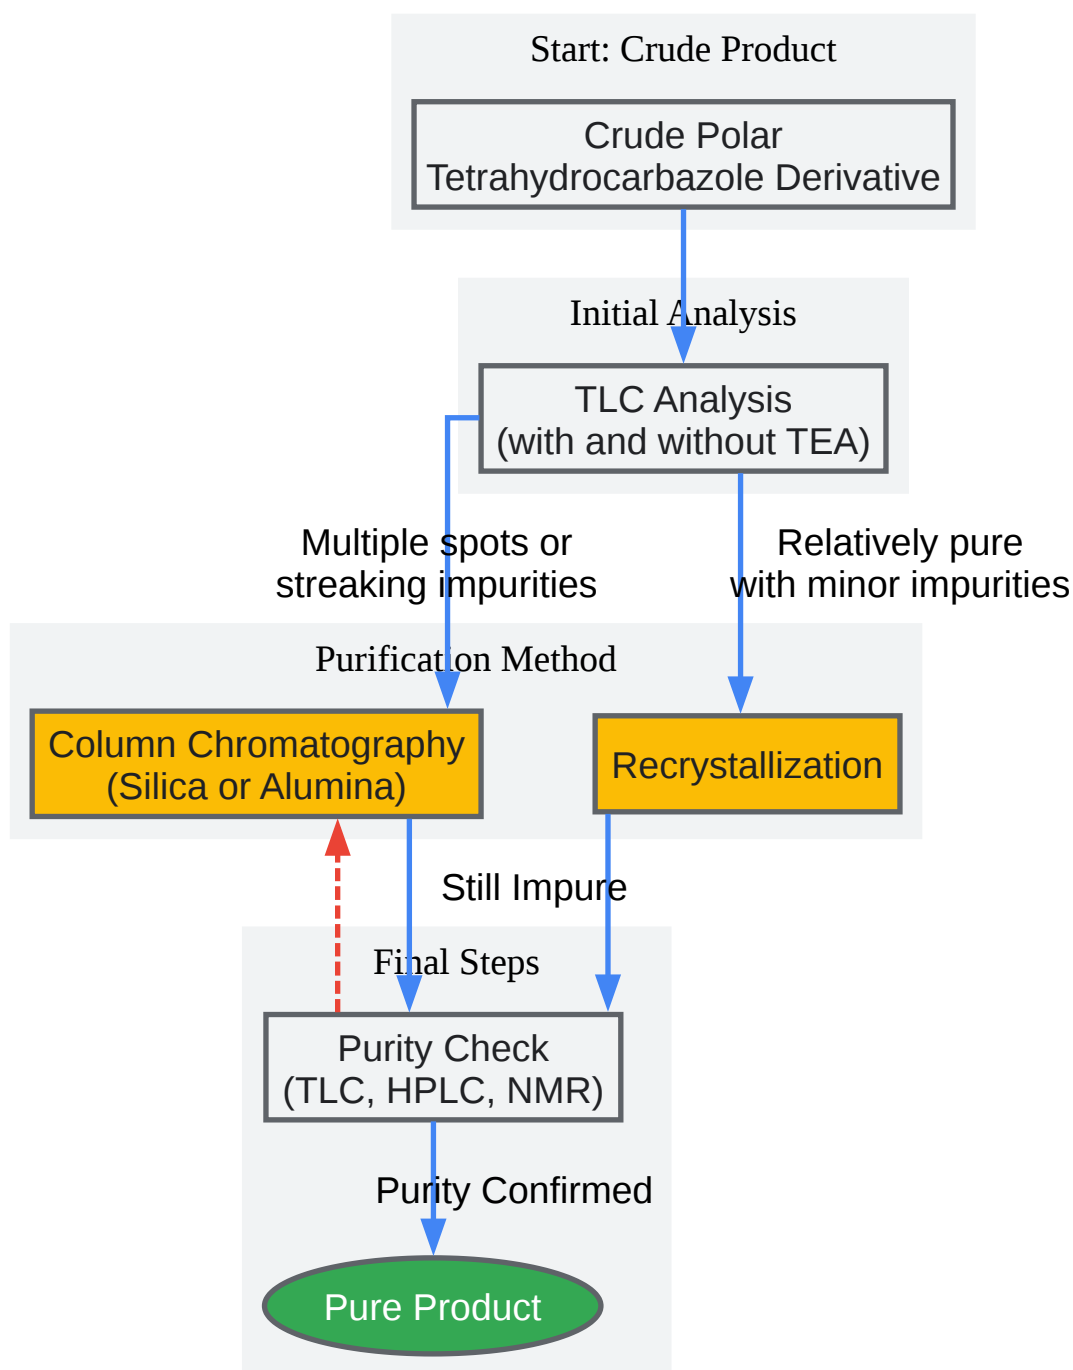 Start: Crude Product
Crude Polar
Tetrahydrocarbazole Derivative
Initial Analysis
TLC Analysis
(with and without TEA)
Multiple spots or
streaking impurities
Relatively pure
with minor impurities
Purification Method
Column Chromatography
(Silica or Alumina)
Recrystallization
Still Impure
Final Steps
Purity Check
(TLC, HPLC, NMR)
Purity Confirmed
Pure Product